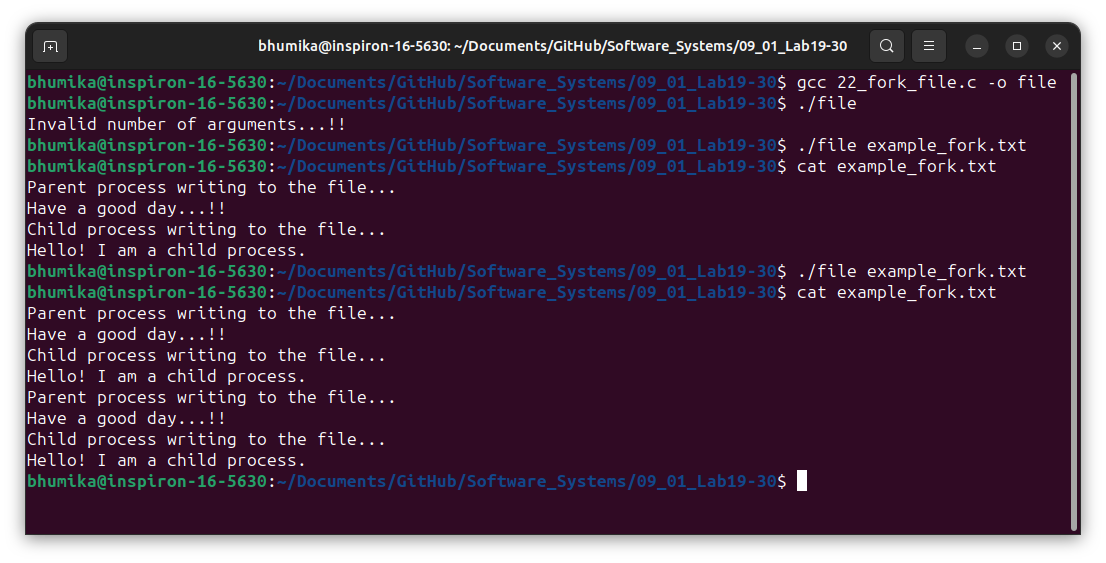 bhumika@inspiron-16-5630: ~/Documents/GitHub/Software_Systems/09_01_Lab19-30
bhumika@inspiron-16-5630:~/Documents/GitHub/Software_Systems/09_01_Lab19-30$ gcc 22_fork_file.c -o file
bhumika@inspiron-16-5630:~/Documents/GitHub/Software_Systems/09_01_Lab19-30$ ./file
Invalid number of arguments...!!
bhumika@inspiron-16-5630:~/Documents/GitHub/Software_Systems/09_01_Lab19-30$ ./file example_fork.txt
bhumika@inspiron-16-5630:~/Documents/GitHub/Software_Systems/09_01_Lab19-30$ cat example_fork.txt
Parent process writing to the file...
Have a good day...!!
Child process writing to the file...
Hello! I am a child process.
bhumika@inspiron-16-5630:~/Documents/GitHub/Software_Systems/09_01_Lab19-30$ ./file example_fork.txt
bhumika@inspiron-16-5630:~/Documents/GitHub/Software_Systems/09_01_Lab19-30$ cat example_fork.txt
Parent process writing to the file...
Have a good day...!!
Child process writing to the file...
Hello! I am a child process.
Parent process writing to the file...
Have a good day...!!
Child process writing to the file...
Hello! I am a child process.
bhumika@inspiron-16-5630:~/Documents/GitHub/Software_Systems/09_01_Lab19-30$